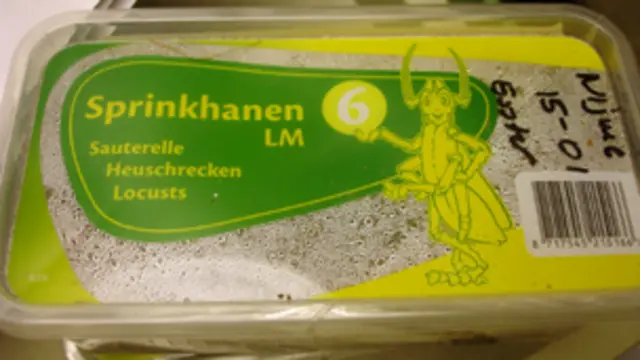 Sprinkhanen
6
LM
Sauterelle
Heuschrecken
Locusts
15-01